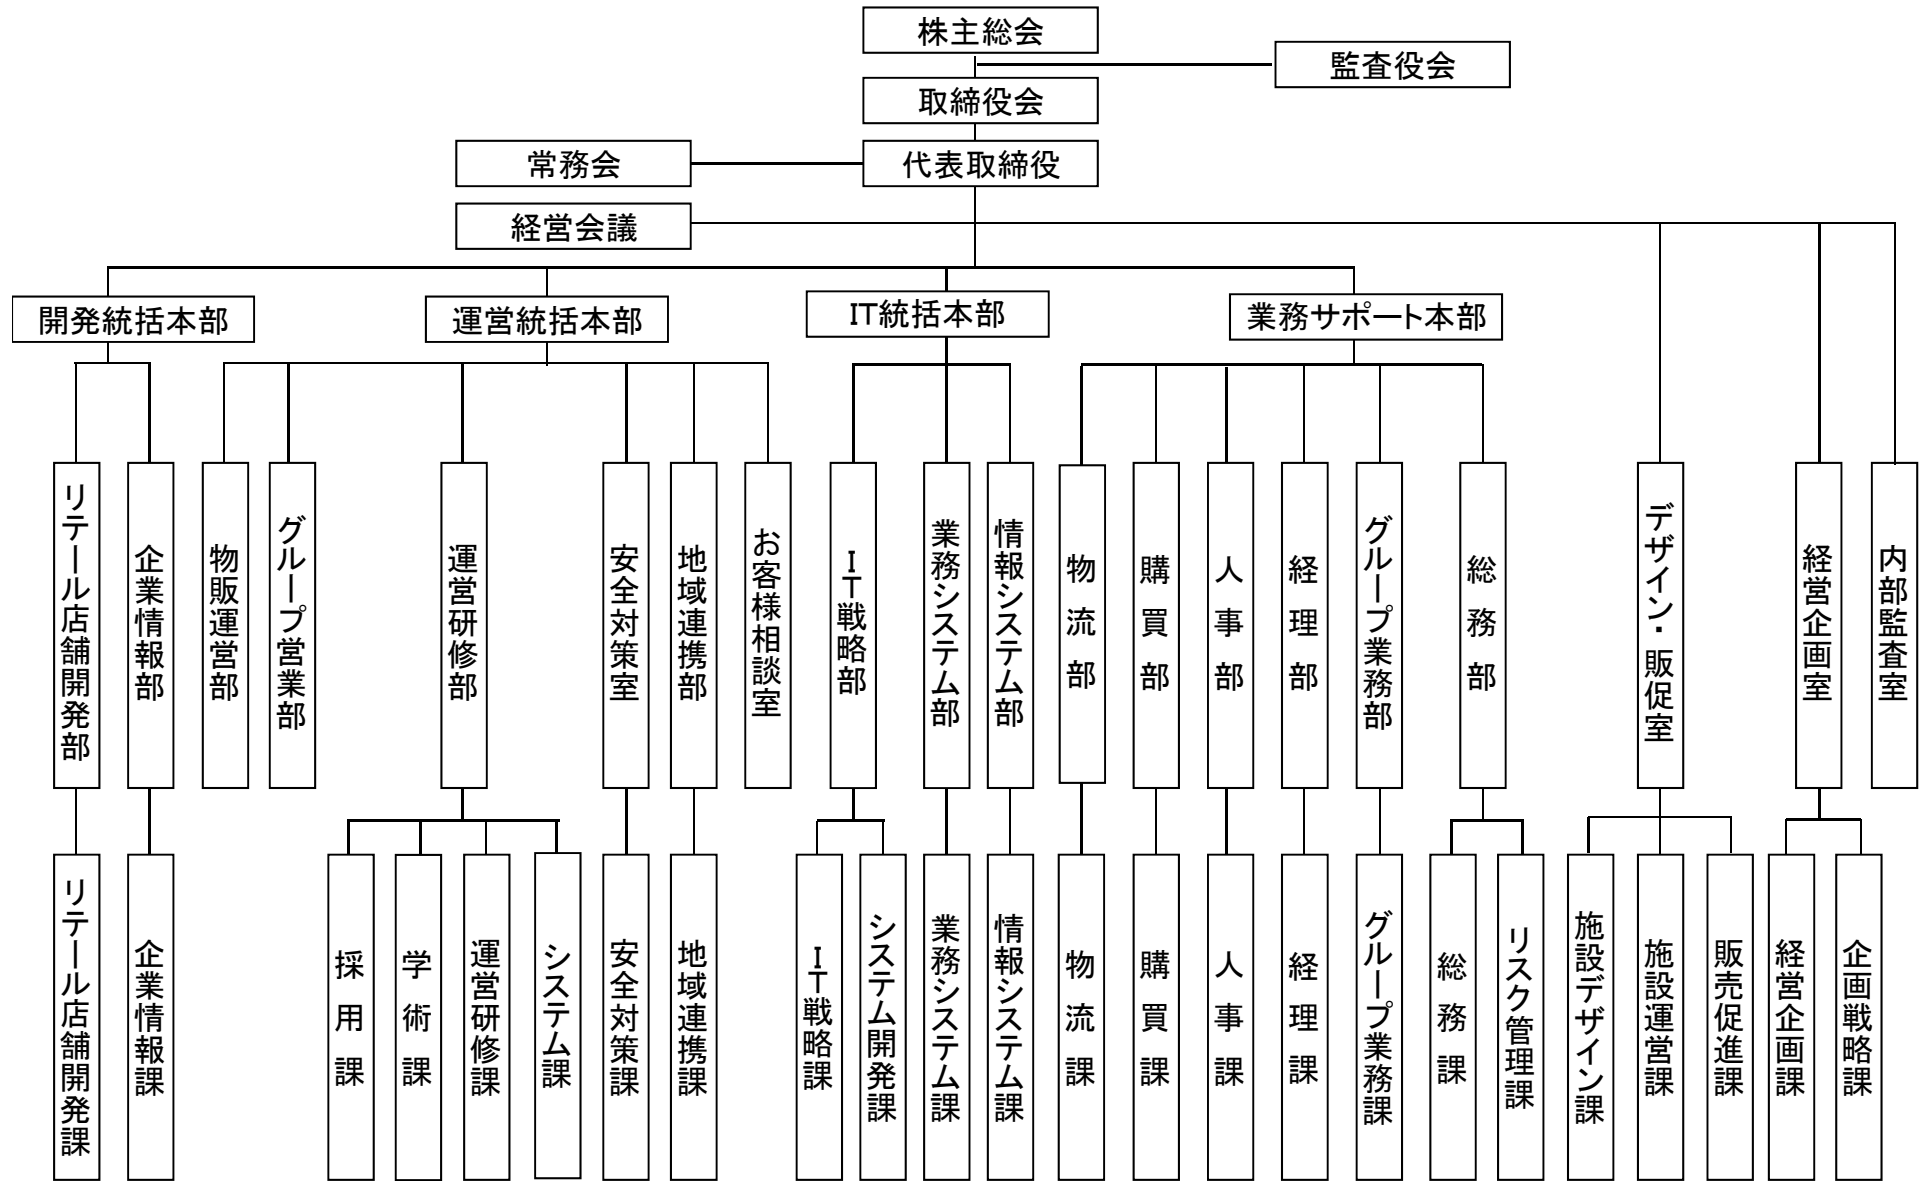 株主総会
監査役会
取締役会
常務会
代表取締役
経営会議
開発統括本部
運営統括本部
IT統括本部
業務サポート本部
リテール店舗開発部
企業情報部
物販運営部
グループ営業部
運営研修部
安全対策室
地域連携部
お客様相談室
IT戦略部
業務システム部
情報システム部
物流部
購買部
人事部
経理部
グループ業務部
総務部
デザイン・販促室
経営企画室
内部監査室
リテール店舗開発課
企業情報課
採用課
学術課
運営研修課
システム課
安全対策課
地域連携課
IT戦略課
システム開発課
業務システム課
情報システム課
物流課
購買課
人事課
経理課
グループ業務課
総務課
リスク管理課
施設デザイン課
施設運営課
販売促進課
経営企画課
企画戦略課